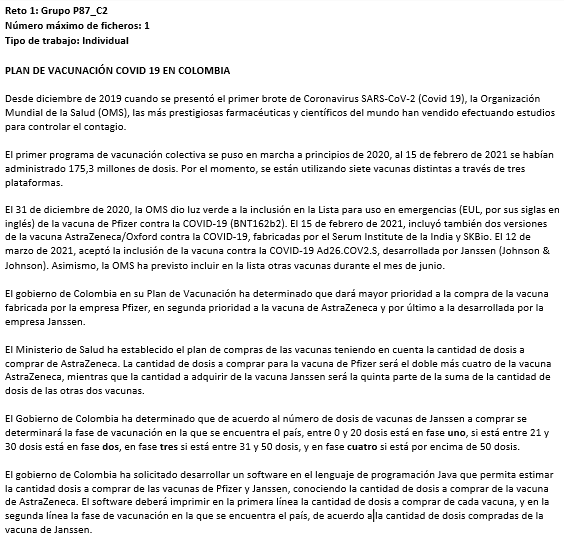 Reto 1: Grupo P87_C2
Número máximo de ficheros: 1
Tipo de trabajo: Individual
PLAN DE VACUNACIÓN COVID 19 EN COLOMBIA
Desde diciembre de 2019 cuando se presentó el primer brote de Coronavirus SARS-CoV-2 (Covid 19), la Organización
Mundial de la Salud (OMS), las más prestigiosas farmacéuticas y científicos del mundo han vendido efectuando estudios
para controlar el contagio.
El primer programa de vacunación colectiva se puso en marcha a principios de 2020, al 15 de febrero de 2021 se habían
administrado 175,3 millones de dosis. Por el momento, se están utilizando siete vacunas distintas a través de tres
plataformas.
El 31 de diciembre de 2020, la OMS dio luz verde a la inclusión en la Lista para uso en emergencias (EUL, por sus siglas en
inglés) de la vacuna de Pfizer contra la COVID-19 (BNT162b2). El 15 de febrero de 2021, incluyó también dos versiones
de la vacuna AstraZeneca/Oxford contra la COVID-19, fabricadas por el Serum Institute de la India y SKBio. El 12 de
marzo de 2021, aceptó la inclusión de la vacuna contra la COVID-19 Ad26.COV2.S, desarrollada por Janssen (Johnson &
Johnson). Asimismo, la OMS ha previsto incluir en la lista otras vacunas durante el mes de junio.
El gobierno de Colombia en su Plan de Vacunación ha determinado que dará mayor prioridad a la compra de la vacuna
fabricada por la empresa Pfizer, en segunda prioridad a la vacuna de AstraZeneca y por último a la desarrollada por la
empresa Janssen.
El Ministerio de Salud ha establecido el plan de compras de las vacunas teniendo en cuenta la cantidad de dosis a
comprar de AstraZeneca. La cantidad de dosis a comprar para la vacuna de Pfizer será el doble más cuatro de la vacuna
AstraZeneca, mientras que la cantidad a adquirir de la vacuna Janssen será la quinta parte de la suma de la cantidad de
dosis de las otras dos vacunas.
El Gobierno de Colombia ha determinado que de acuerdo al número de dosis de vacunas de Janssen a comprar se
determinará la fase de vacunación en la que se encuentra el país, entre 0 y 20 dosis está en fase uno, si está entre 21 y
30 dosis está en fase dos, en fase tres si está entre 31 y 50 dosis, y en fase cuatro si está por encima de 50 dosis.
El gobierno de Colombia ha solicitado desarrollar un software en el lenguaje de programación Java que permita estimar
la cantidad dosis a comprar de las vacunas de Pfizer y Janssen, conociendo la cantidad de dosis a comprar de la vacuna
de AstraZeneca. El software deberá imprimir en la primera línea la cantidad de dosis a comprar de cada vacuna, y en la
segunda línea la fase de vacunación en la que se encuentra el país, de acuerdo a la cantidad de dosis compradas de la
vacuna de Janssen.